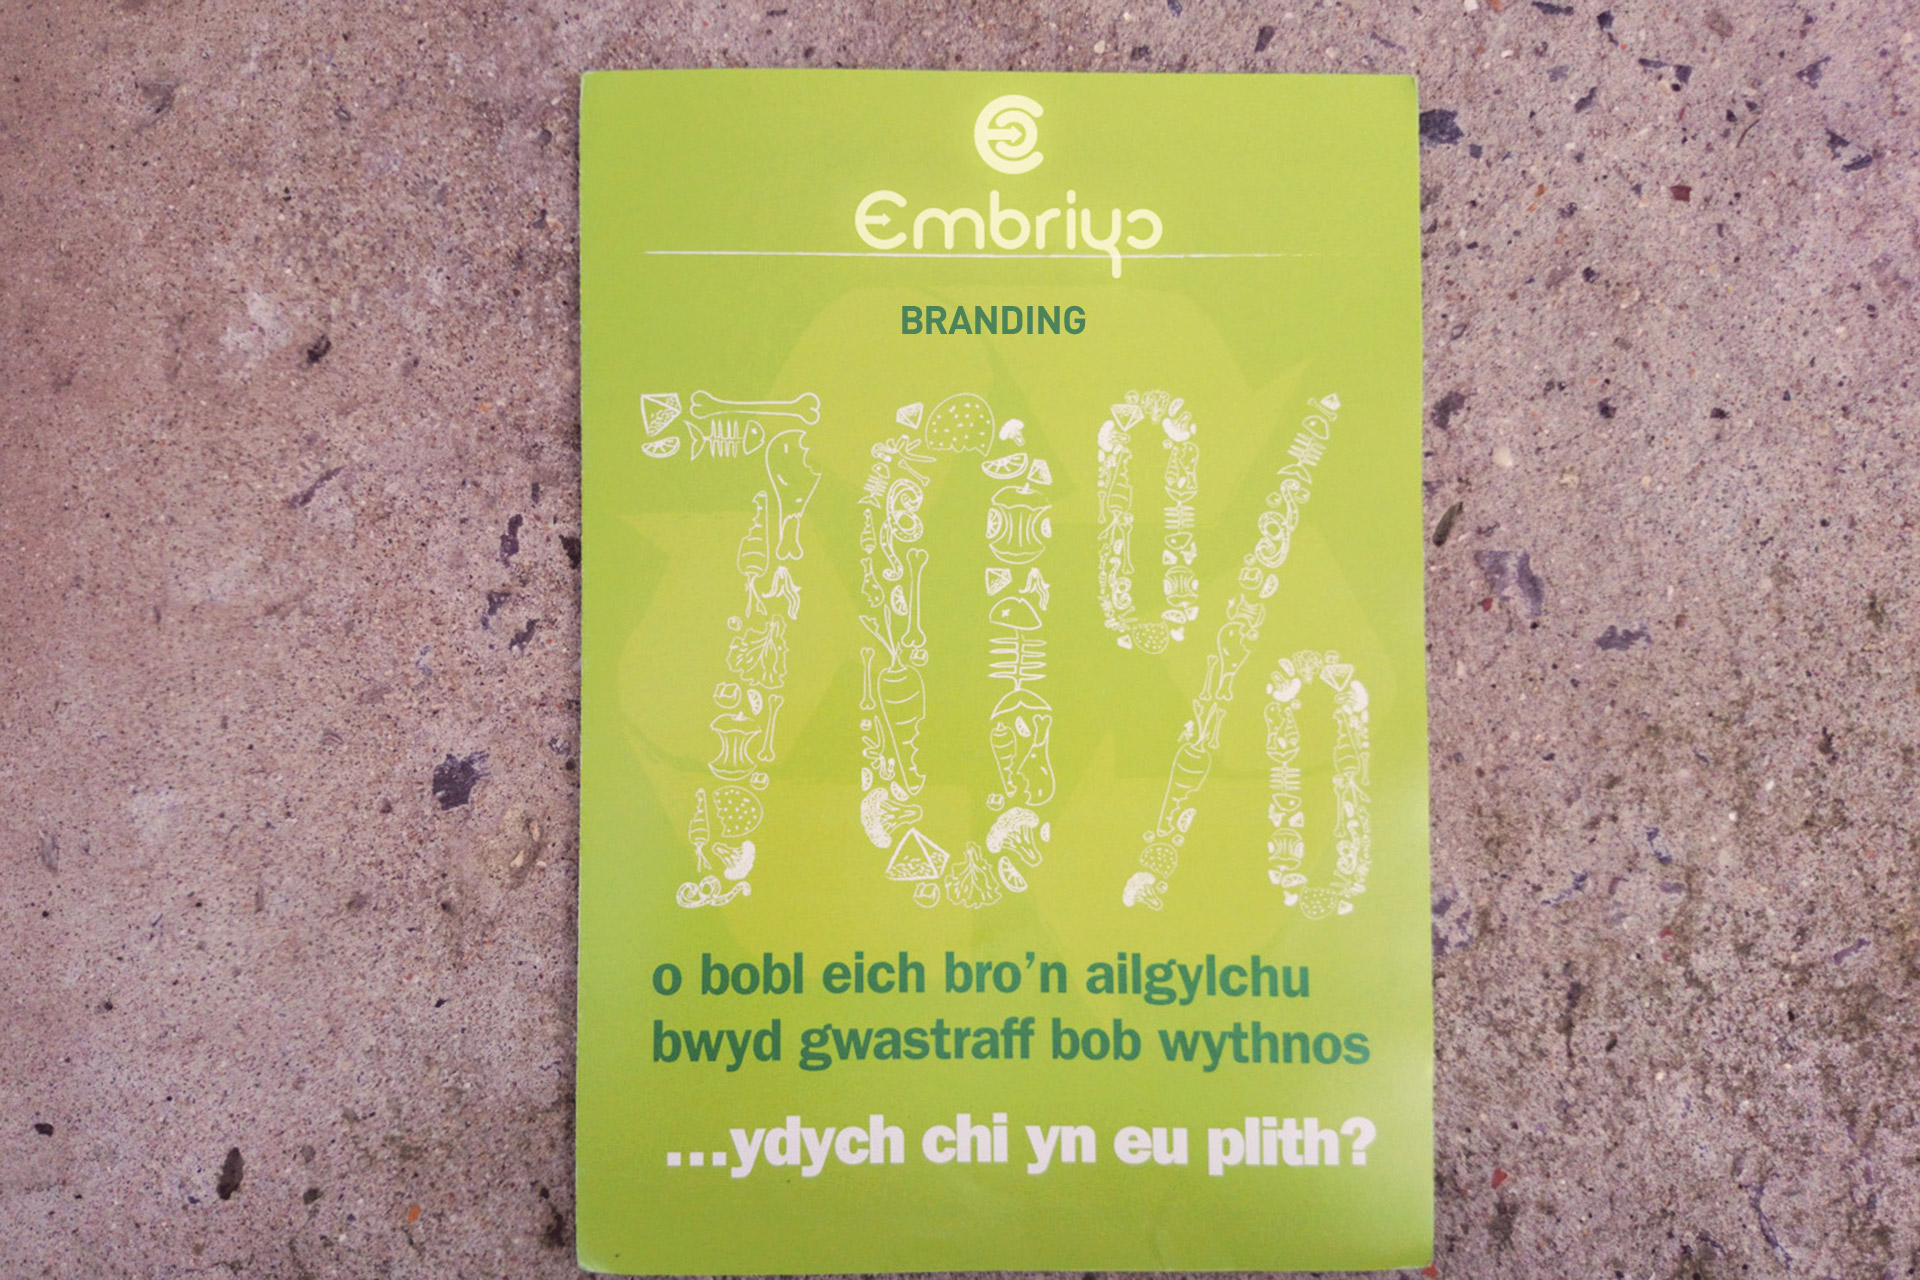 Embriyo
BRANDING
70%
o bobl eich bro’n ailgylchu
bwyd gwastraff bob wythnos
...ydych chi yn eu plith?